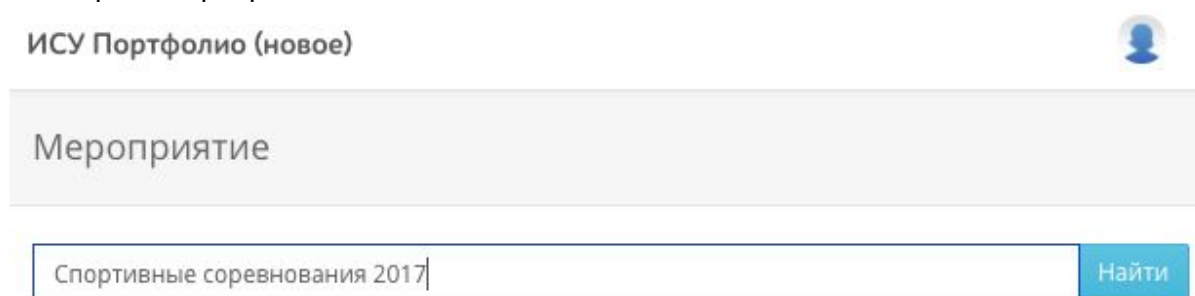 ИСУ Портфолио (новое)
Мероприятие
Спортивные соревнования 2017
Найти